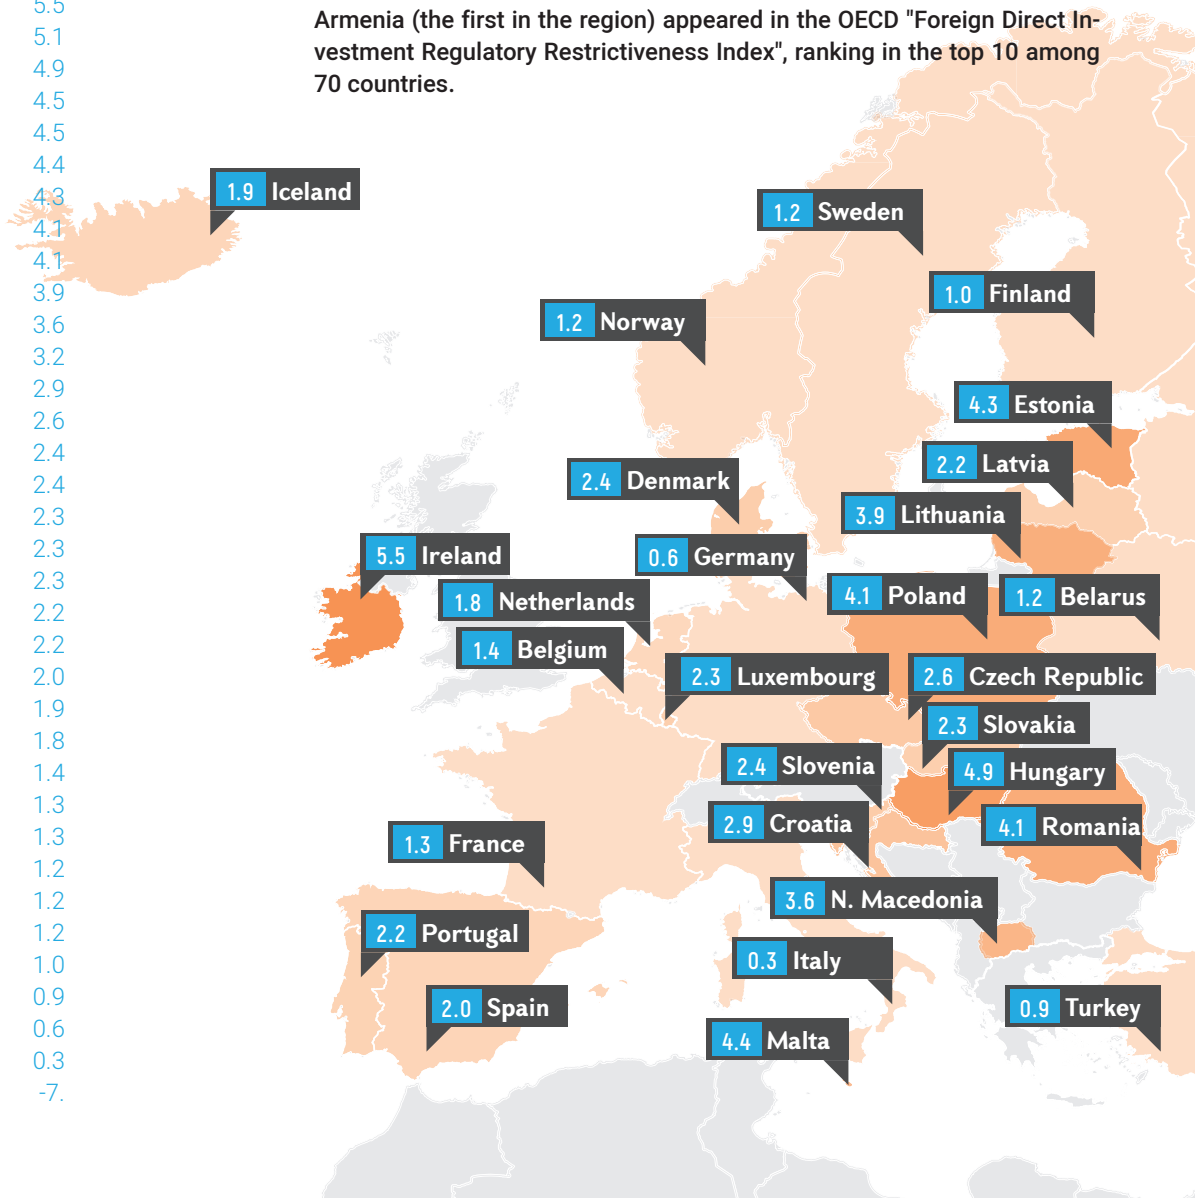 5.5
Armenia (the first in the region) appeared in the OECD "Foreign Direct In-
5.1
vestment Regulatory Restrictiveness Index", ranking in the top 10 among
4.9
70 countries.
4.5
4.5
4.4
4.3
4.1
4.1
3.9
3.6
3.2
2.9
2.6
2.4
2.4
2.3
2.3
2.3
2.2
2.2
2.0
1.9
1.8
1.4
1.3
1.3
1.2
1.2
1.2
1.0
0.9
0.6
0.3
-7.
1.9 Iceland
1.2 Sweden
1.0 Finland
1.2 Norway
4.3 Estonia
2.2 Latvia
2.4 Denmark
3.9 Lithuania
5.5 Ireland
0.6 Germany
4.1 Poland
1.2 Belarus
1.8 Netherlands
1.4 Belgium
2.3 Luxembourg
2.6 Czech Republic
2.3 Slovakia
2.4 Slovenia
4.9 Hungary
2.9 Croatia
4.1 Romania
1.3 France
3.6 N. Macedonia
2.2 Portugal
0.3 Italy
2.0 Spain
0.9 Turkey
4.4 Malta